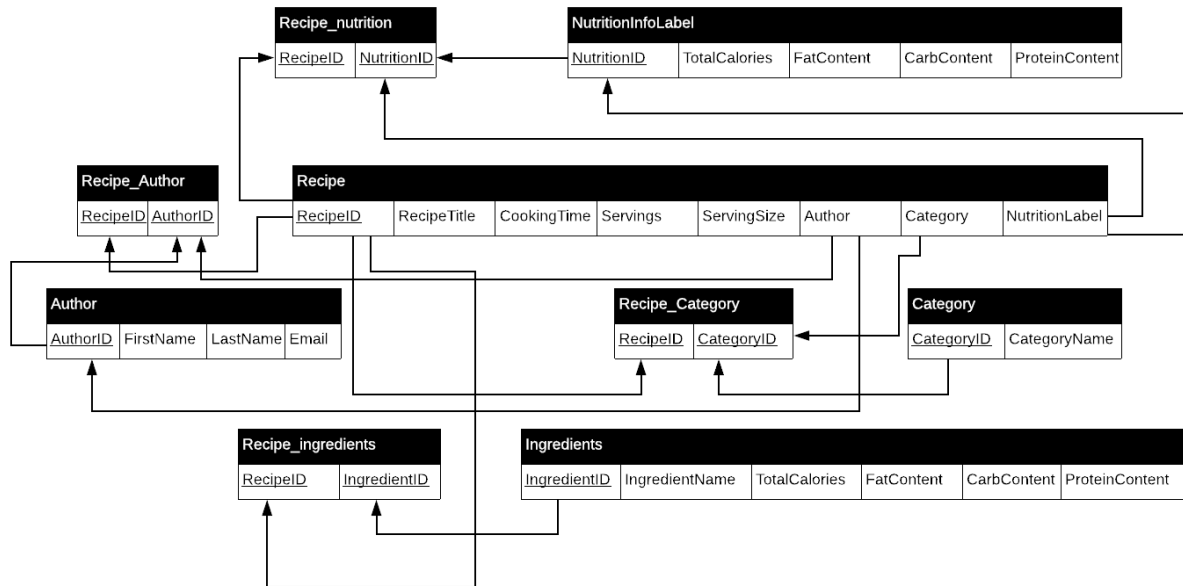 Recipe_nutrition
RecipeID NutritionID
NutritionInfoLabel
NutritionID TotalCalories FatContent CarbContent ProteinContent
Recipe_Author
RecipeID AuthorID
Recipe
RecipeID RecipeTitle CookingTime Servings ServingSize Author Category NutritionLabel
Author
AuthorID FirstName LastName Email
Recipe_Category
RecipeID CategoryID
Category
CategoryID CategoryName
Recipe_ingredients
RecipeID IngredientID
Ingredients
IngredientID IngredientName TotalCalories FatContent CarbContent ProteinContent